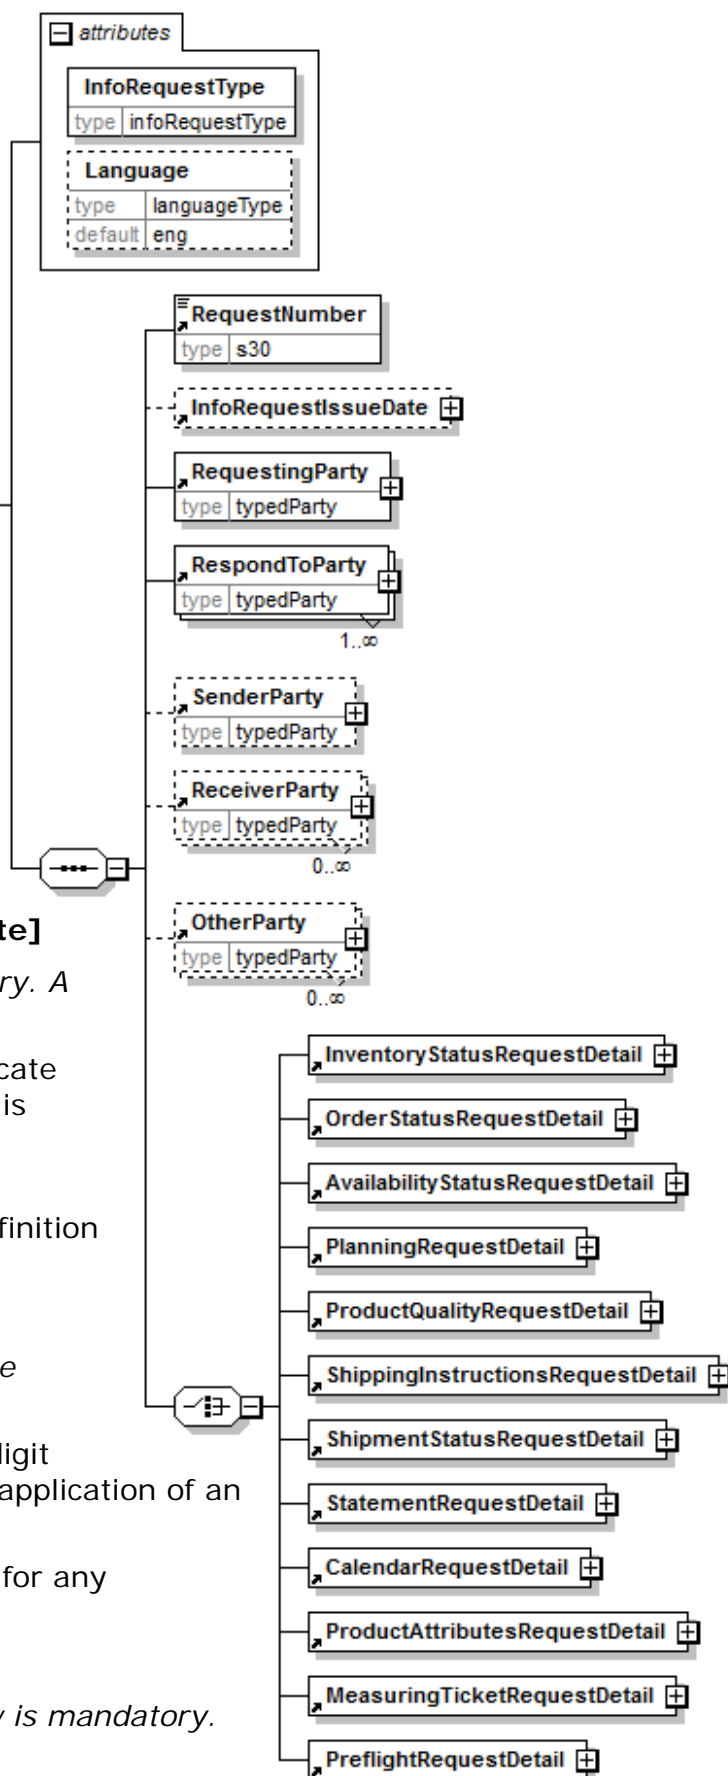 attributes
InfoRequestType
type infoRequestType
Language
type languageType
default eng
RequestNumber
type s30
InfoRequestIssueDate
RequestingParty
type typedParty
RespondToParty
type typedParty
1..∞
SenderParty
type typedParty
ReceiverParty
type typedParty
0..∞
te]
OtherParty
type typedParty
ry. A
0..∞
InventoryStatusRequestDetail
cate
is
OrderStatusRequestDetail
AvailabilityStatusRequestDetail
finition
PlanningRequestDetail
ProductQualityRequestDetail
e
ShippingInstructionsRequestDetail
ShipmentStatusRequestDetail
ligit
application of an
StatementRequestDetail
for any
CalendarRequestDetail
ProductAttributesRequestDetail
MeasuringTicketRequestDetail
y is mandatory.
PreflightRequestDetail